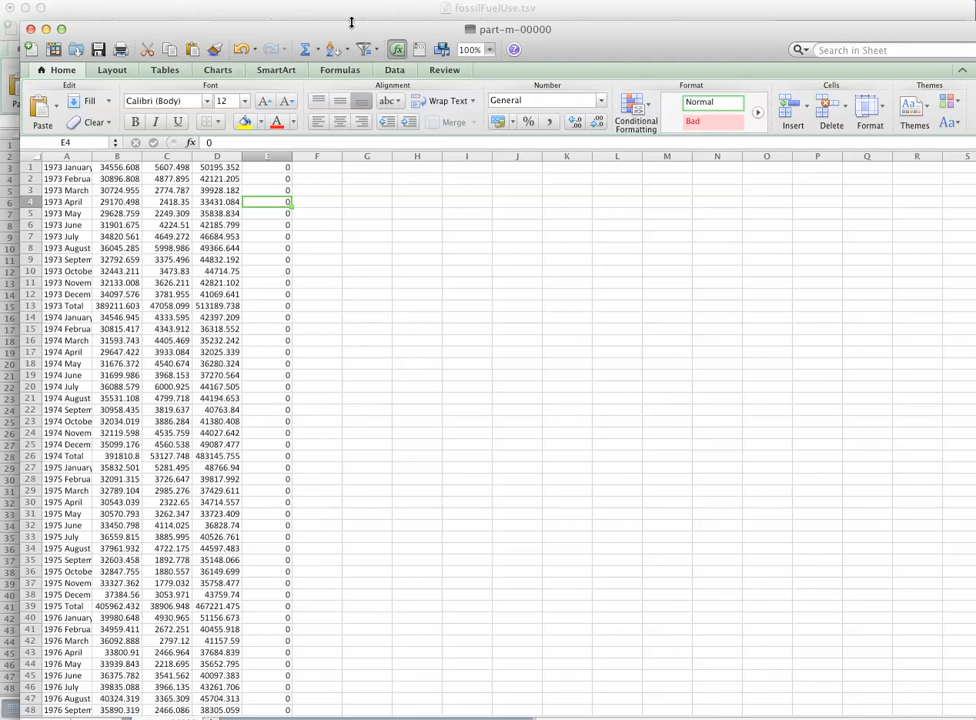 fossilFuelUse.tsv
part-m-00000
100% Search in Sheet
Home Layout Tables Charts SmartArt Formulas Data Review
Edit Font Alignment Number Format Cells Themes
Paste Fill Clear Calibri (Body) 12 B I U A abc Wrap Text Merge General % Conditional Formatting Normal Bad Insert Delete Format Themes Aa
E4 fx 0
A B C D E F G H I J K L M N O P Q R
1 1973 January 34556.608 5607.498 50195.352 0
2 1973 Februa 30896.808 4877.895 42121.205 0
3 1973 March 30724.955 2774.787 39928.182 0
4 1973 April 29170.498 2418.35 33431.084 0
5 1973 May 29628.759 2249.309 35838.834 0
6 1973 June 31901.675 4224.51 42185.799 0
7 1973 July 34820.561 4649.272 46684.953 0
8 1973 August 36045.285 5998.986 49366.644 0
9 1973 Septem 32792.659 3375.496 44832.192 0
10 1973 Octobe 32443.211 3473.83 44714.75 0
11 1973 Novem 32133.008 3626.211 42821.102 0
12 1973 Decem 34097.576 3781.955 41069.641 0
13 1973 Total 389211.603 47058.099 513189.738 0
14 1974 January 34546.945 4333.595 42397.209 0
15 1974 Februa 30815.417 4343.912 36318.552 0
16 1974 March 31593.743 4405.469 35232.242 0
17 1974 April 29647.422 3933.084 32025.339 0
18 1974 May 31676.372 4540.674 36280.324 0
19 1974 June 31699.986 3968.153 37270.564 0
20 1974 July 36088.579 6000.925 44167.505 0
21 1974 August 35531.108 4799.718 44194.653 0
22 1974 Septem 30958.435 3819.637 40763.84 0
23 1974 Octobe 32034.019 3886.284 41380.408 0
24 1974 Novem 32119.598 4535.759 44027.642 0
25 1974 Decem 35099.176 4560.538 49087.477 0
26 1974 Total 391810.8 53127.748 483145.755 0
27 1975 January 35832.501 5281.495 48766.94 0
28 1975 Februa 32091.315 3726.647 39817.992 0
29 1975 March 32789.104 2985.276 37429.611 0
30 1975 April 30543.039 2322.65 34714.557 0
31 1975 May 30570.793 3262.347 33723.409 0
32 1975 June 33450.798 4114.025 36828.74 0
33 1975 July 36559.815 3885.995 40526.761 0
34 1975 August 37961.932 4722.175 44597.483 0
35 1975 Septem 32603.458 1892.778 35148.066 0
36 1975 Octobe 32847.755 1880.557 36149.699 0
37 1975 Novem 33327.362 1779.032 35758.477 0
38 1975 Decem 37384.56 3053.971 43759.74 0
39 1975 Total 405962.432 38906.948 467221.475 0
40 1976 January 39980.648 4930.965 51156.673 0
41 1976 Februa 34959.411 2672.251 40455.918 0
42 1976 March 36092.888 2797.12 41157.59 0
43 1976 April 33800.91 2466.964 37684.839 0
44 1976 May 33939.843 2218.695 35652.795 0
45 1976 June 36375.782 3541.562 40097.383 0
46 1976 July 39835.088 3966.135 43261.706 0
47 1976 August 40324.319 3365.309 45704.313 0
48 1976 Septem 35890.319 2466.086 38305.059 0